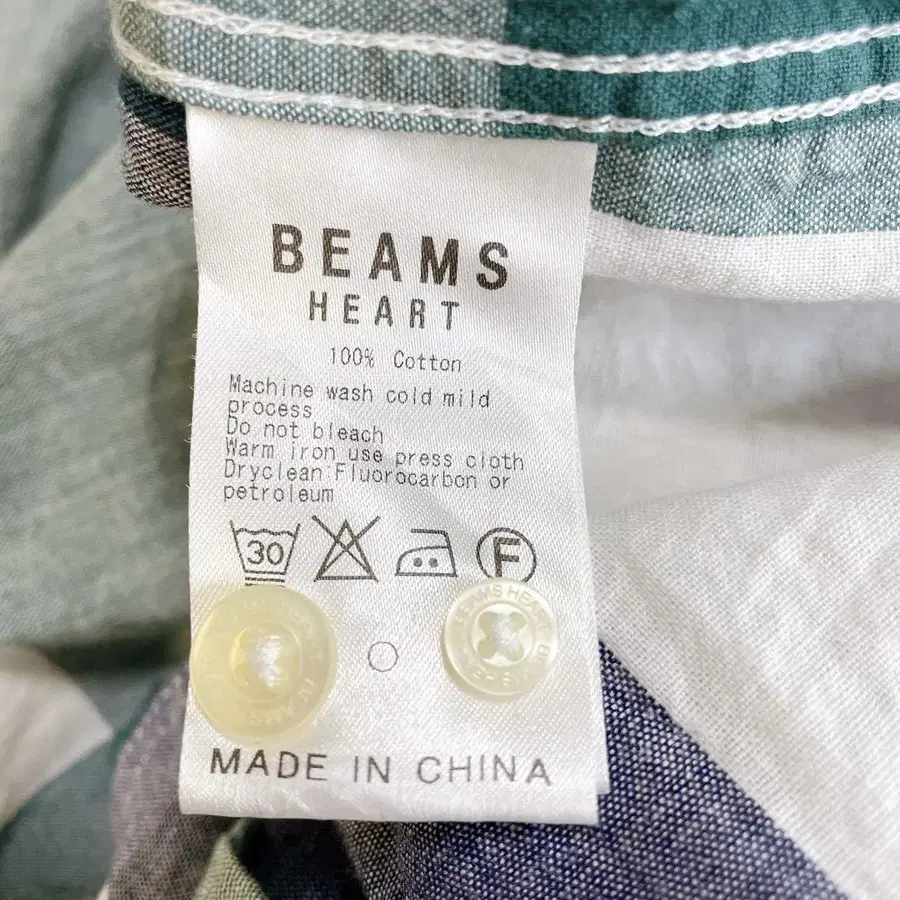 BEAMS
HEART
100% Cotton
Machine wash cold mild
process
Do not bleach
Warm iron use press cloth
Dryclean Fluorocarbon or
petroleum
30
F
BEAMS HEART
MADE IN CHINA